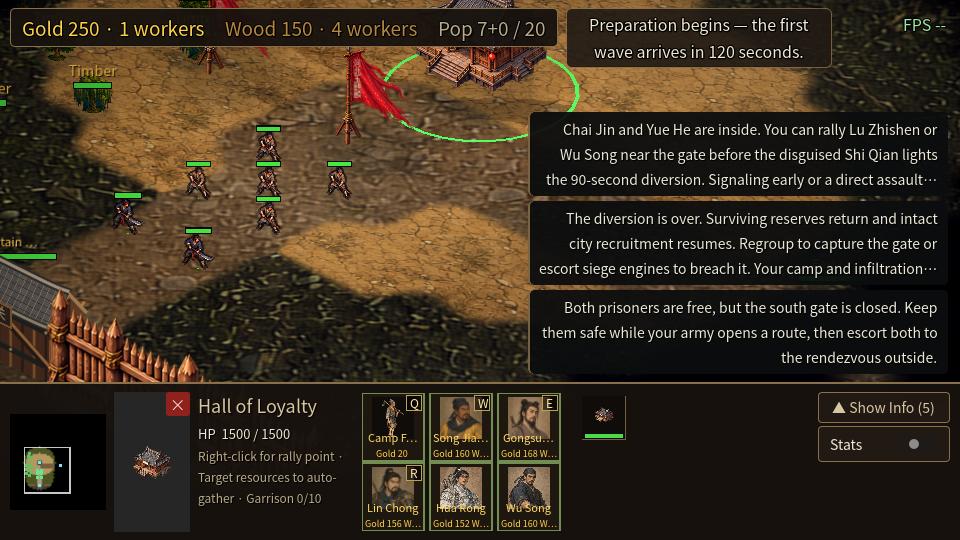 Gold 250 · 1 workers Wood 150 · 4 workers Pop 7+0 / 20
Preparation begins — the first
wave arrives in 120 seconds.
FPS --
Timber
er
Chai Jin and Yue He are inside. You can rally Lu Zhishen or
Wu Song near the gate before the disguised Shi Qian lights
the 90-second diversion. Signaling early or a direct assault···
The diversion is over. Surviving reserves return and intact
city recruitment resumes. Regroup to capture the gate or
escort siege engines to breach it. Your camp and infiltration···
Both prisoners are free, but the south gate is closed. Keep
them safe while your army opens a route, then escort both to
the rendezvous outside.
tain ...
Hall of Loyalty
HP 1500 / 1500
Right-click for rally point ·
Target resources to auto-
gather · Garrison 0/10
Q
Camp F...
Gold 20
W
Song Jia...
Gold 160 W...
E
Gongsu...
Gold 168 W...
R
Lin Chong
Gold 156 W...
Hua Rong
Gold 152 W...
Wu Song
Gold 160 W...
▲ Show Info (5)
Stats